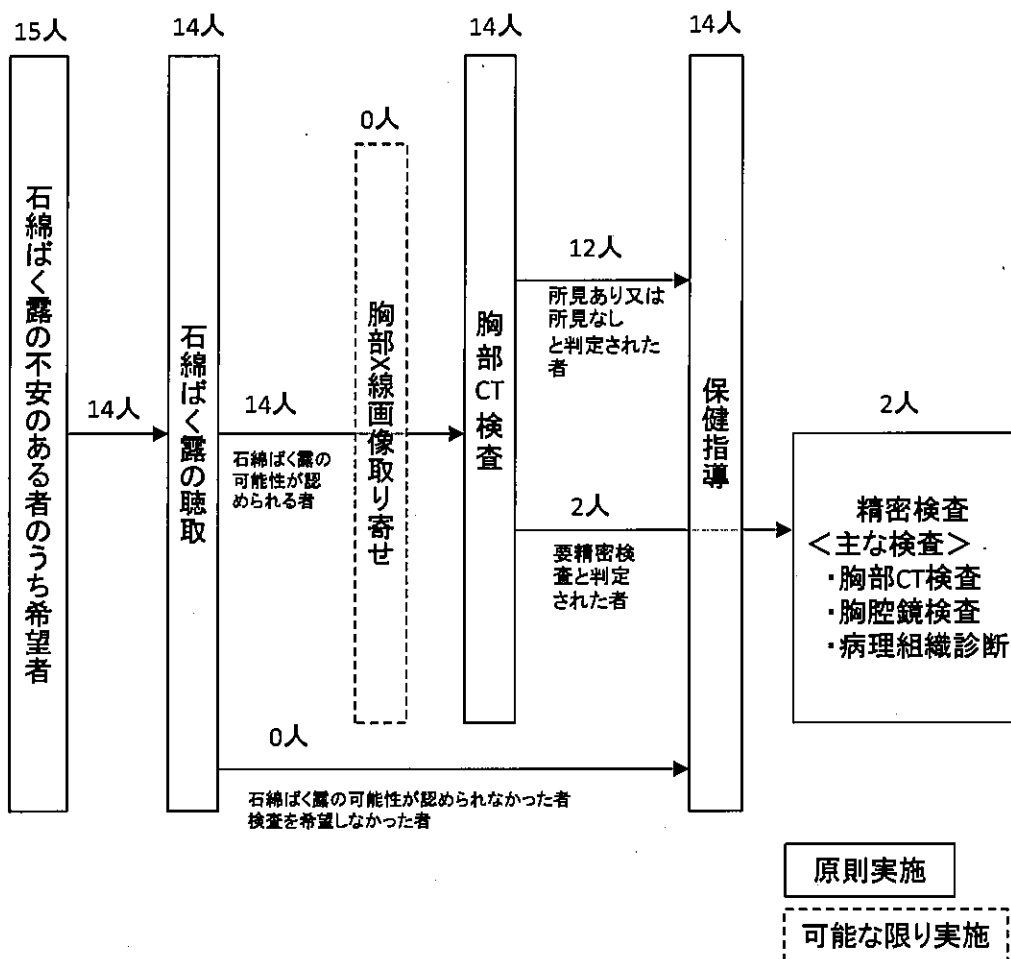 15人
石綿ばく露の不安のある者のうち希望者
14人
14人
石綿ばく露の聴取
14人
石綿ばく露の
可能性が認
められる者
0人
胸部X線画像取り寄せ
14人
胸部CT検査
12人
所見あり又は
所見なし
と判定された
者
2人
要精密検
査と判定
された者
0人
石綿ばく露の可能性が認められなかった者
検査を希望しなかった者
14人
保健指導
2人
精密検査
<主な検査>
・胸部CT検査
・胸腔鏡検査
・病理組織診断
原則実施
可能な限り実施